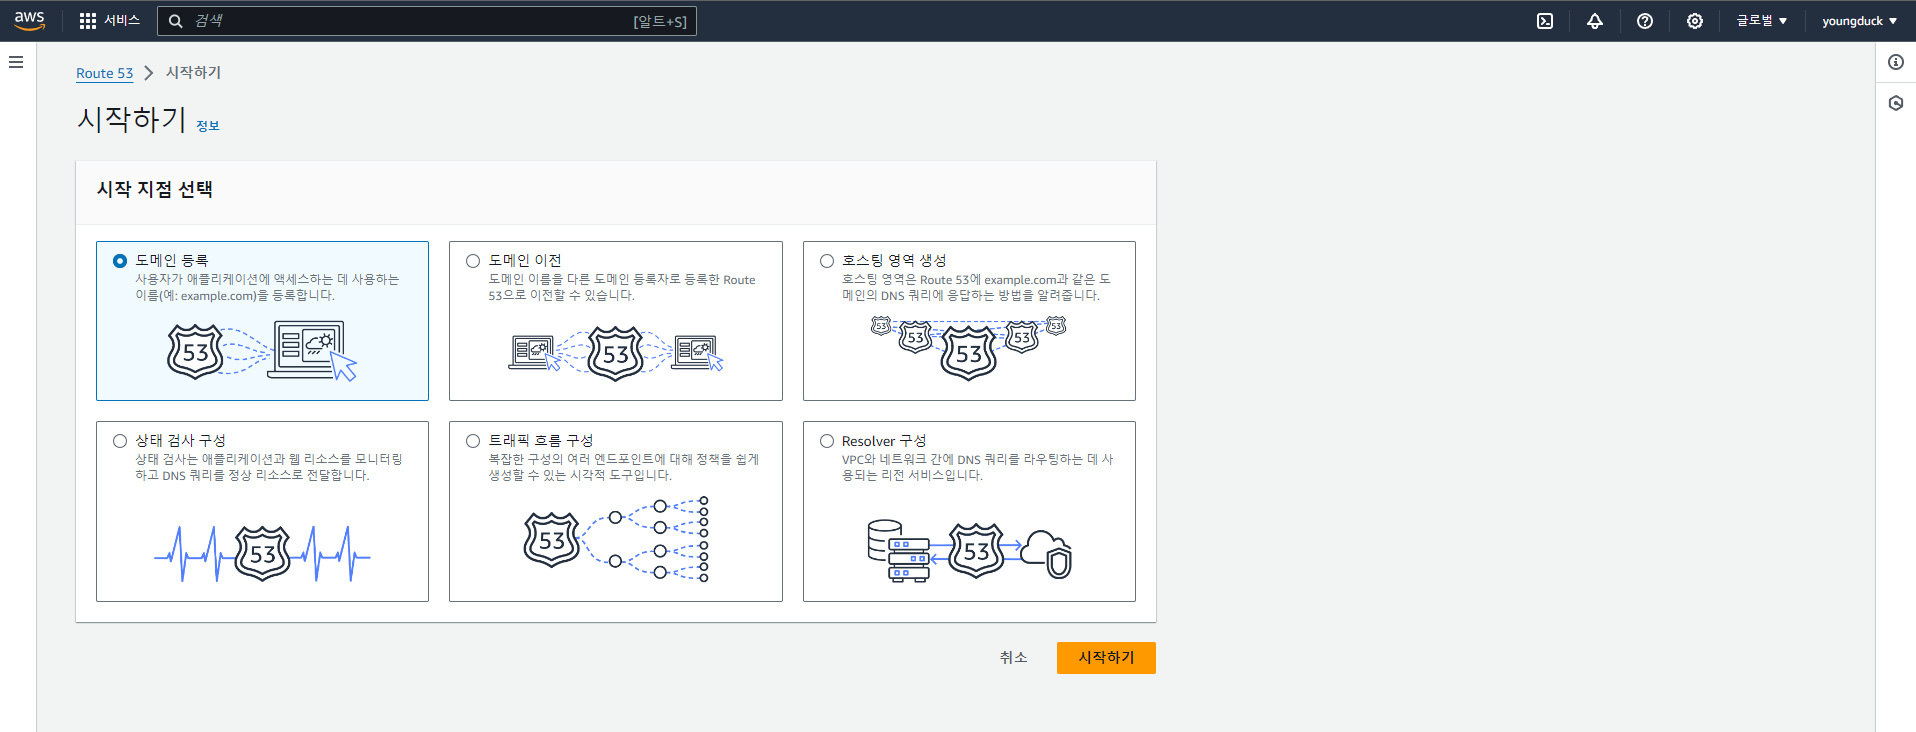 aws 서비스 검색 [알트+S] 글로벌 youngduck
Route 53 시작하기
시작하기 정보
시작 지점 선택
도메인 등록
사용자가 애플리케이션에 액세스하는 데 사용하는
이름(예: example.com)을 등록합니다.
53
도메인 이전
도메인 이름을 다른 도메인 등록자로 등록한 Route
53으로 이전할 수 있습니다.
53
호스팅 영역 생성
호스팅 영역은 Route 53에 example.com과 같은 도
메인의 DNS 쿼리에 응답하는 방법을 알려줍니다.
53 53 53 53 53
상태 검사 구성
상태 검사는 애플리케이션과 웹 리소스를 모니터링
하고 DNS 쿼리를 정상 리소스로 전달합니다.
53
트래픽 흐름 구성
복잡한 구성의 여러 엔드포인트에 대해 정책을 쉽게
생성할 수 있는 시각적 도구입니다.
53
Resolver 구성
VPC와 네트워크 간에 DNS 쿼리를 라우팅하는 데 사
용되는 리전 서비스입니다.
53
취소 시작하기